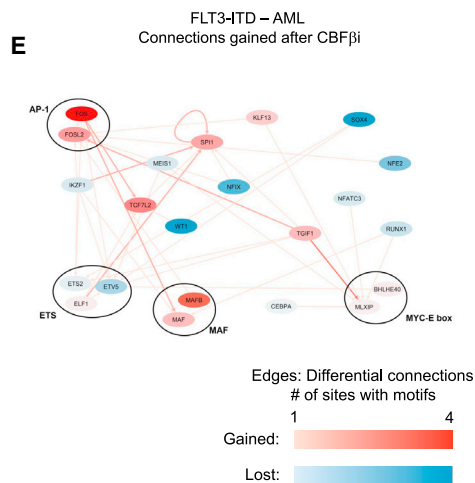 FLT3-ITD – AML
Connections gained after CBFβi
E
AP-1
FOS
FOSL2
KLF13
SOX4
SPI1
MEIS1
NFE2
IKZF1
NFIX
NFATC3
TCF7L2
WT1
TGIF1
RUNX1
ETS2
ETV5
ELF1
ETS
MAFB
MAF
MAF
CEBPA
BHLHE40
MLXIP
MYC-E box
Edges: Differential connections
# of sites with motifs
1 4
Gained:
Lost: